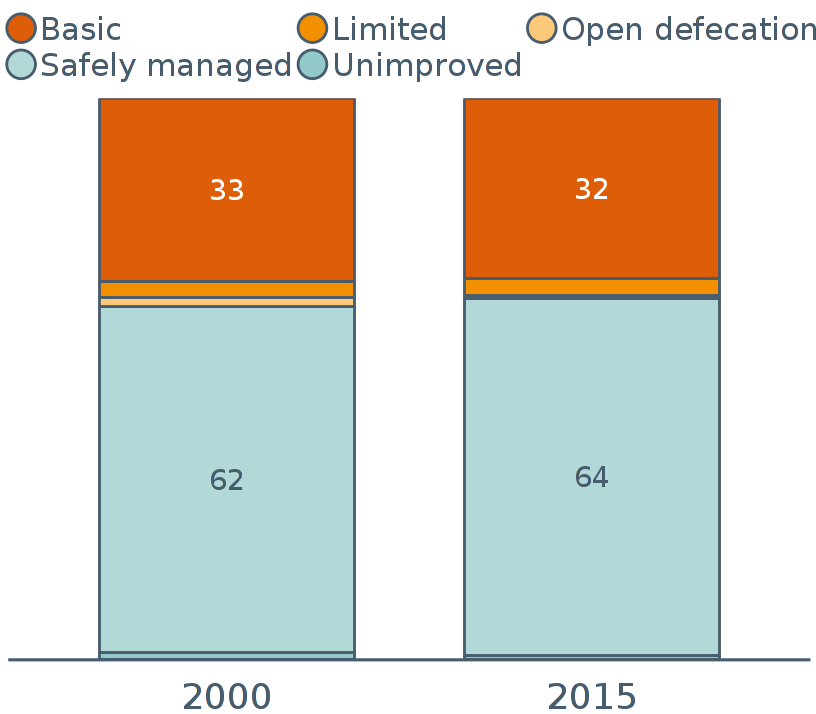 Basic Limited Open defecation
Safely managed Unimproved
33 32
62 64
2000 2015